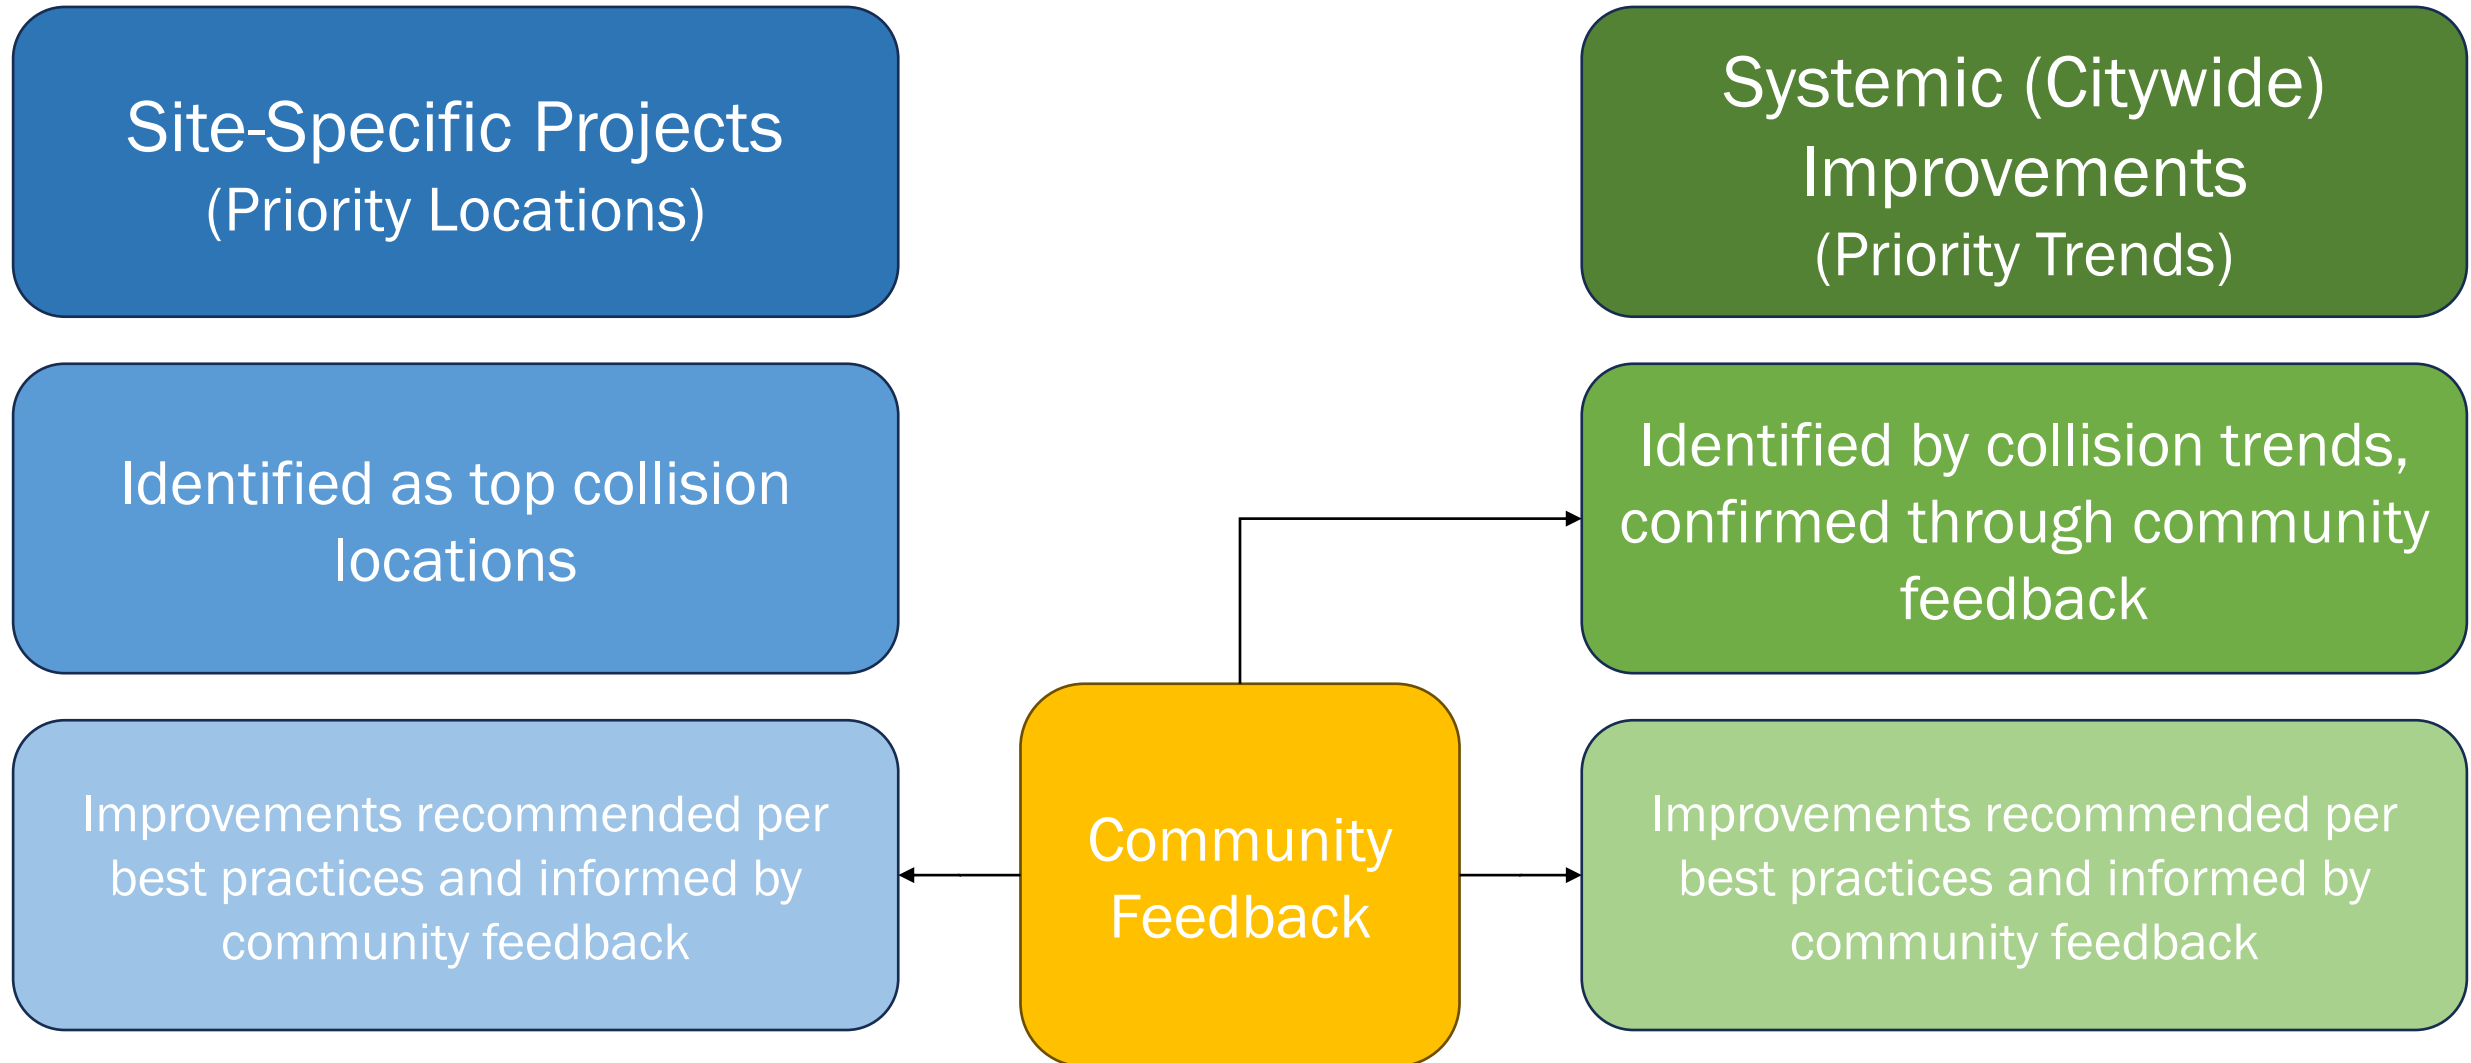 Site-Specific Projects
(Priority Locations)
Identified as top collision
locations
Improvements recommended per
best practices and informed by
community feedback
Community
Feedback
Systemic (Citywide)
Improvements
(Priority Trends)
Identified by collision trends,
confirmed through community
feedback
Improvements recommended per
best practices and informed by
community feedback